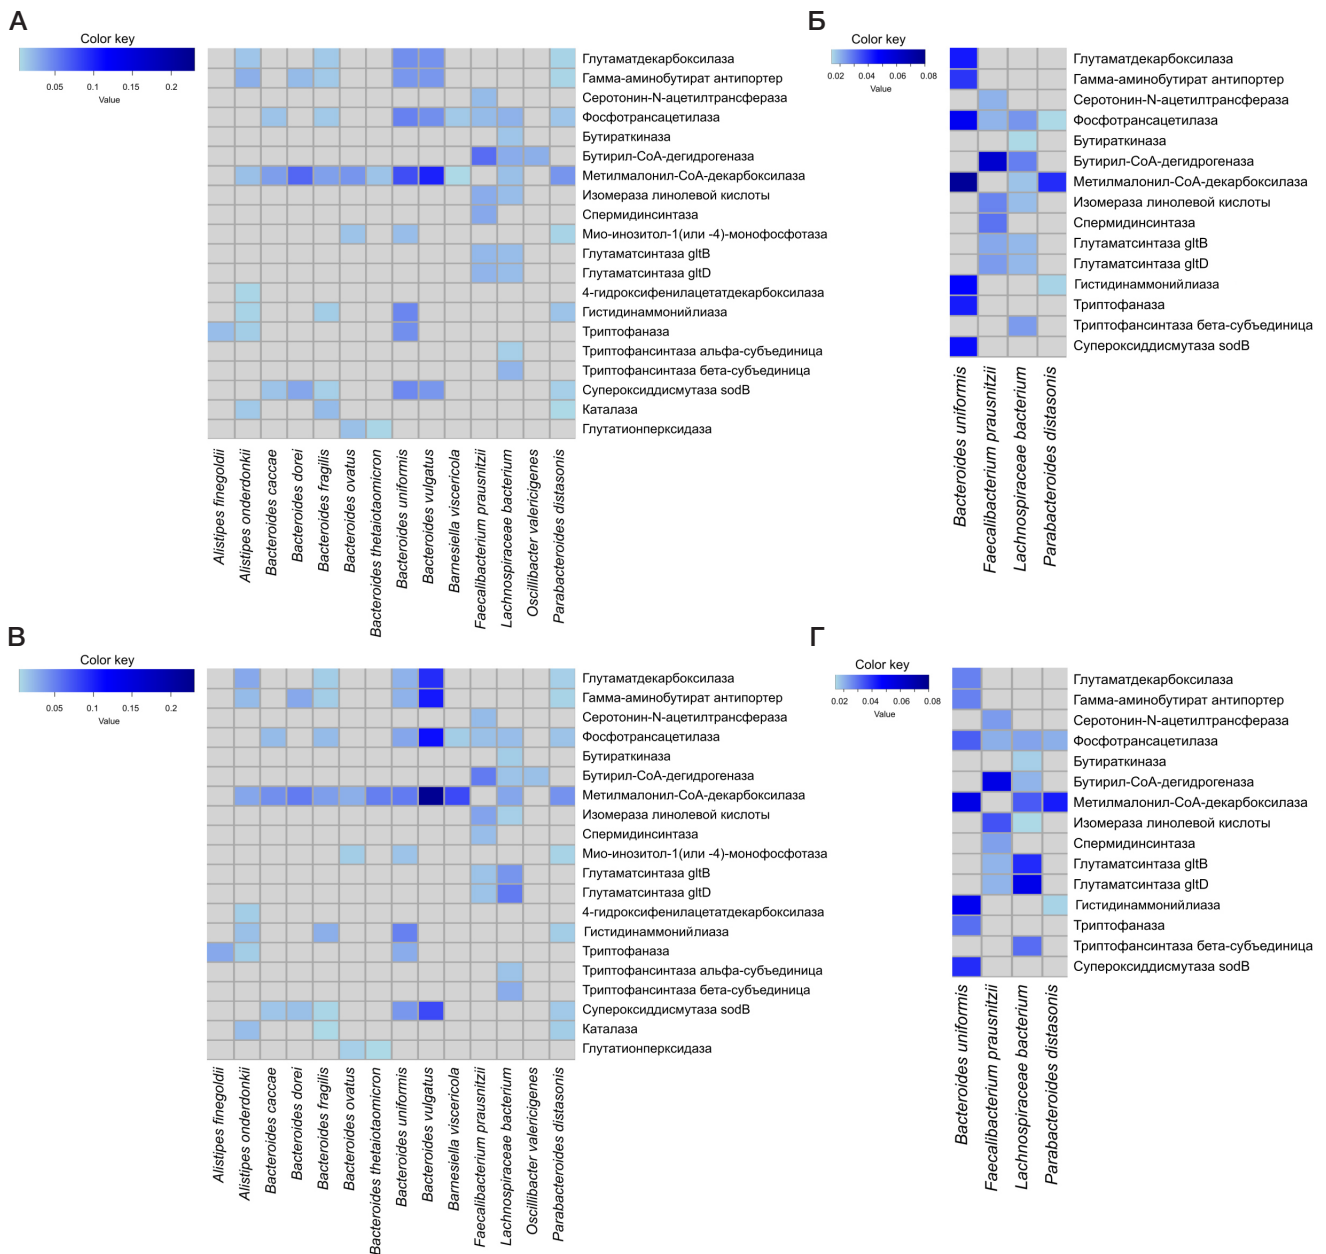 А
Color key
0.05 0.1 0.15 0.2
Value
Глутаматдекарбоксилаза
Гамма-аминобутират антипортер
Серотонин-N-ацетилтрансфераза
Фосфотрансацетилаза
Бутираткиназа
Бутирил-СоА-дегидрогеназа
Метилмалонил-СоА-декарбоксилаза
Изомераза линолевой кислоты
Спермидинсинтаза
Мио-инозитол-1(или -4)-монофосфотаза
Глутаматсинтаза gltB
Глутаматсинтаза gltD
4-гидроксифенилацетатдекарбоксилаза
Гистидинаммонийлиаза
Триптофаназа
Триптофансинтаза альфа-субъединица
Триптофансинтаза бета-субъединица
Супероксиддисмутаза sodB
Каталаза
Глутатионперксидаза
Alistipes finegoldii
Alistipes onderdonkii
Bacteroides caccae
Bacteroides dorei
Bacteroides fragilis
Bacteroides ovatus
Bacteroides thetaiotaomicron
Bacteroides uniformis
Bacteroides vulgatus
Barnesiella viscericola
Faecalibacterium prausnitzii
Lachnospiraceae bacterium
Oscillibacter valericigenes
Parabacteroides distasonis
Б
Color key
0.02 0.04 0.06 0.08
Value
Глутаматдекарбоксилаза
Гамма-аминобутират антипортер
Серотонин-N-ацетилтрансфераза
Фосфотрансацетилаза
Бутираткиназа
Бутирил-СоА-дегидрогеназа
Метилмалонил-СоА-декарбоксилаза
Изомераза линолевой кислоты
Спермидинсинтаза
Глутаматсинтаза gltB
Глутаматсинтаза gltD
Гистидинаммонийлиаза
Триптофаназа
Триптофансинтаза бета-субъединица
Супероксиддисмутаза sodB
Bacteroides uniformis
Faecalibacterium prausnitzii
Lachnospiraceae bacterium
Parabacteroides distasonis
В
Color key
0.05 0.1 0.15 0.2
Value
Глутаматдекарбоксилаза
Гамма-аминобутират антипортер
Серотонин-N-ацетилтрансфераза
Фосфотрансацетилаза
Бутираткиназа
Бутирил-СоА-дегидрогеназа
Метилмалонил-СоА-декарбоксилаза
Изомераза линолевой кислоты
Спермидинсинтаза
Мио-инозитол-1(или -4)-монофосфотаза
Глутаматсинтаза gltB
Глутаматсинтаза gltD
4-гидроксифенилацетатдекарбоксилаза
Гистидинаммонийлиаза
Триптофаназа
Триптофансинтаза альфа-субъединица
Триптофансинтаза бета-субъединица
Супероксиддисмутаза sodB
Каталаза
Глутатионперксидаза
Alistipes finegoldii
Alistipes onderdonkii
Bacteroides caccae
Bacteroides dorei
Bacteroides fragilis
Bacteroides ovatus
Bacteroides thetaiotaomicron
Bacteroides uniformis
Bacteroides vulgatus
Barnesiella viscericola
Faecalibacterium prausnitzii
Lachnospiraceae bacterium
Oscillibacter valericigenes
Parabacteroides distasonis
Г
Color key
0.02 0.04 0.06 0.08
Value
Глутаматдекарбоксилаза
Гамма-аминобутират антипортер
Серотонин-N-ацетилтрансфераза
Фосфотрансацетилаза
Бутираткиназа
Бутирил-СоА-дегидрогеназа
Метилмалонил-СоА-декарбоксилаза
Изомераза линолевой кислоты
Спермидинсинтаза
Глутаматсинтаза gltB
Глутаматсинтаза gltD
Гистидинаммонийлиаза
Триптофаназа
Триптофансинтаза бета-субъединица
Супероксиддисмутаза sodB
Bacteroides uniformis
Faecalibacterium prausnitzii
Lachnospiraceae bacterium
Parabacteroides distasonis